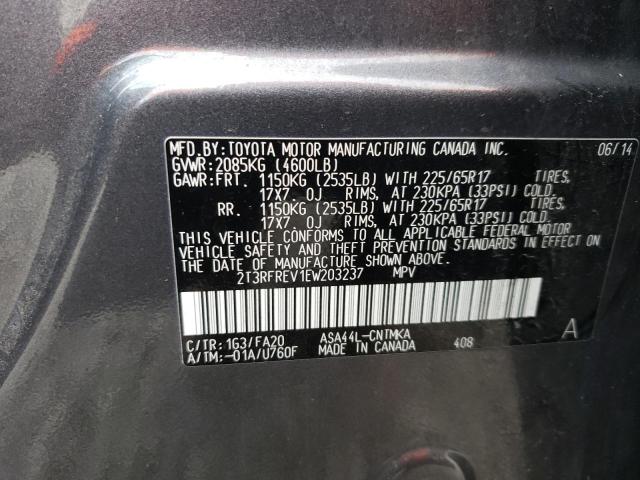 MFD.BY:TOYOTA MOTOR MANUFACTURING CANADA INC. 06/14
GVWR:2085KG (4600LB)
GAWR:FRT. 1150KG (2535LB) WITH 225/65R17 TIRES,
17X7.0J RIMS, AT 230KPA (33PSI) COLD.
RR. 1150KG (2535LB) WITH 225/65R17 TIRES,
17X7.0J RIMS, AT 230KPA (33PSI) COLD.
THIS VEHICLE CONFORMS TO ALL APPLICABLE FEDERAL MOTOR
VEHICLE SAFETY AND THEFT PREVENTION STANDARDS IN EFFECT ON
THE DATE OF MANUFACTURE SHOWN ABOVE.
2T3RFREV1EW203237 MPV
C/TR:1G3/FA20 ASA44L-CNTMKA A
A/TM:-01A/U760F MADE IN CANADA 408